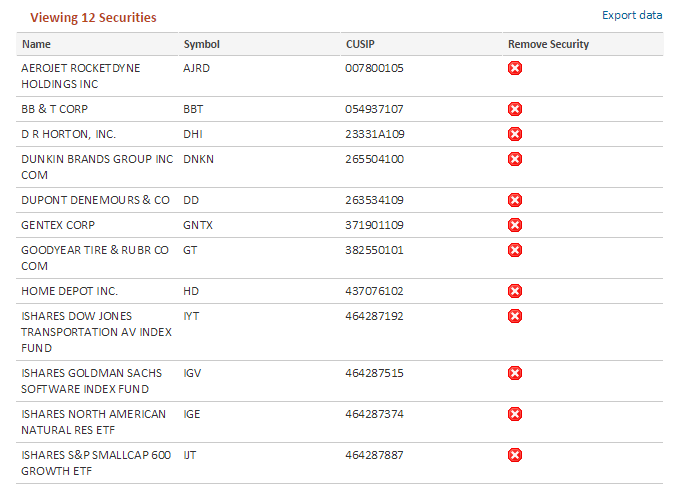 Viewing 12 Securities
Export data
Name Symbol CUSIP Remove Security
AEROJET ROCKETDYNE AJRD 007800105
HOLDINGS INC
BB & T CORP BBT 054937107
D R HORTON, INC. DHI 23331A109
DUNKIN BRANDS GROUP INC DNKN 265504100
COM
DUPONT DENEMOURS & CO DD 263534109
GENTEX CORP GNTX 371901109
GOODYEAR TIRE & RUBR CO GT 382550101
COM
HOME DEPOT INC. HD 437076102
ISHARES DOW JONES IYT 464287192
TRANSPORTATION AV INDEX
FUND
ISHARES GOLDMAN SACHS IGV 464287515
SOFTWARE INDEX FUND
ISHARES NORTH AMERICAN IGE 464287374
NATURAL RES ETF
ISHARES S&P SMALLCAP 600 IJT 464287887
GROWTH ETF